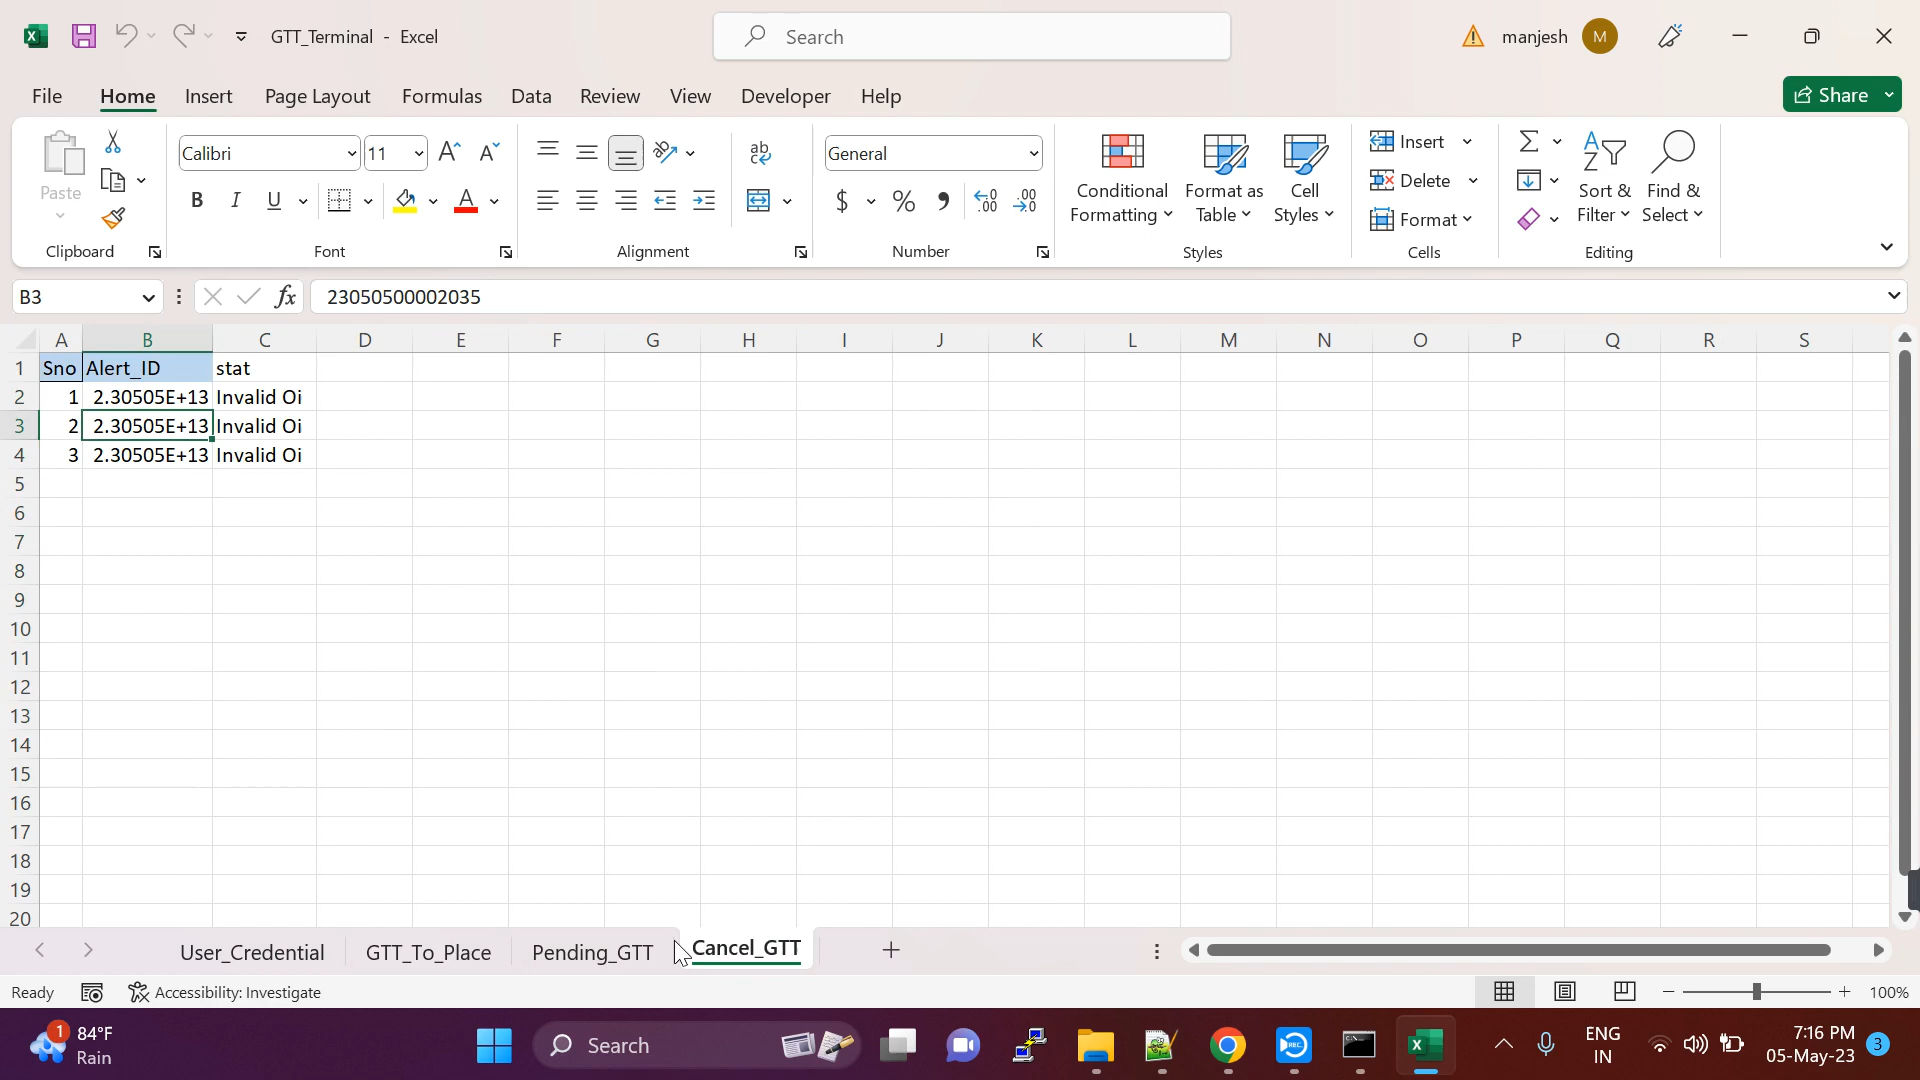 GTT_Terminal - Excel
Search
manjesh
M
File Home Insert Page Layout Formulas Data Review View Developer Help
Share
Paste
Calibri
11
General
Conditional Formatting
Format as Table
Cell Styles
Insert
Delete
Format
Sort & Filter
Find & Select
Clipboard
Font
Alignment
Number
Styles
Cells
Editing
B3
23050500002035
A B C D E F G H I J K L M N O P Q R S
1 Sno Alert_ID stat
2 1 2.30505E+13 Invalid Oi
3 2 2.30505E+13 Invalid Oi
4 3 2.30505E+13 Invalid Oi
5
6
7
8
9
10
11
12
13
14
15
16
17
18
19
20
User_Credential GTT_To_Place Pending_GTT Cancel_GTT
Ready
Accessibility: Investigate
100%
1
84°F
Rain
Search
REC
ENG
IN
7:16 PM
05-May-23
3